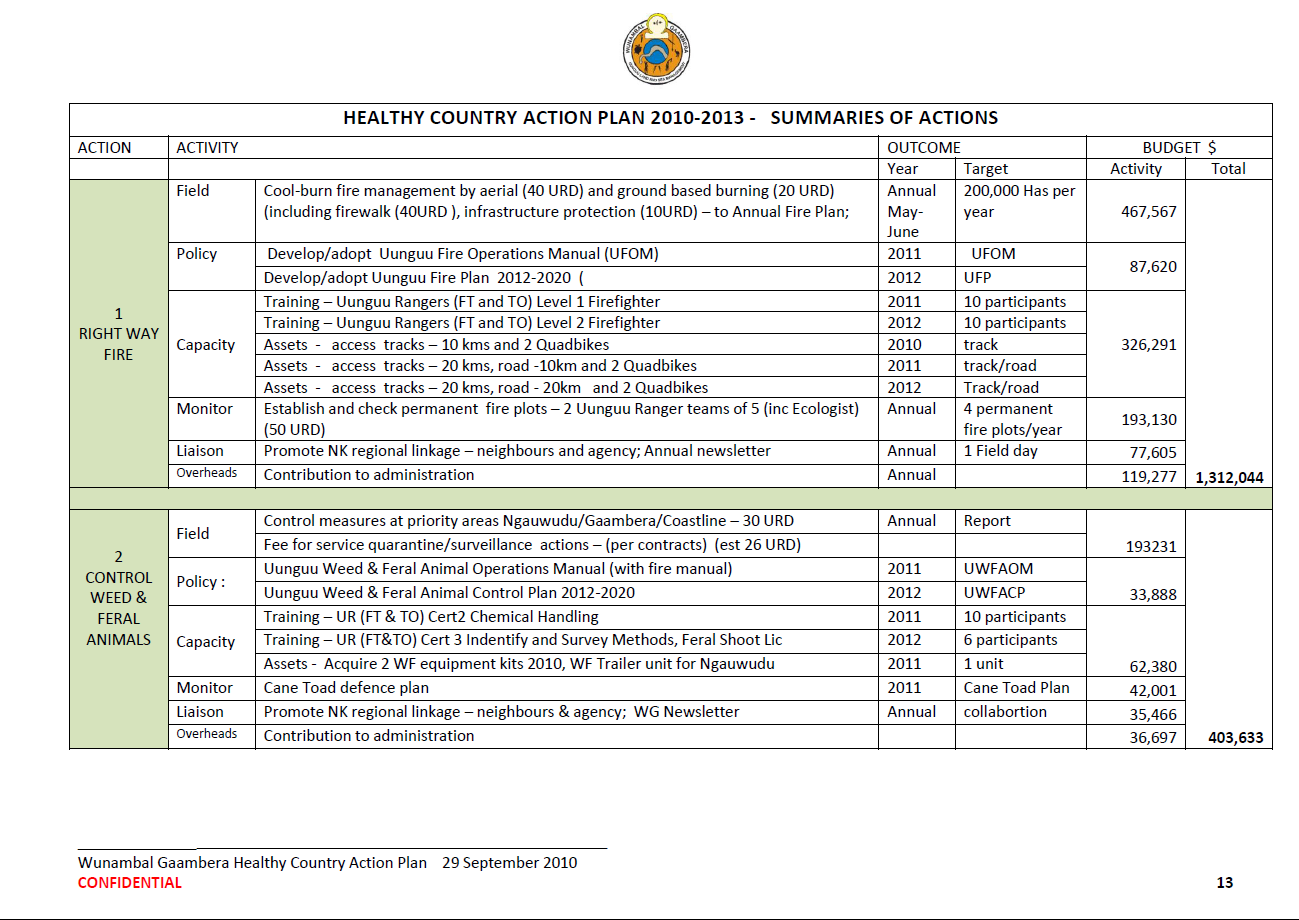 WUNAMBAL GAAMBERA
HEALTHY COUNTRY ACTION PLAN 2010-2013 - SUMMARIES OF ACTIONS
ACTION ACTIVITY OUTCOME BUDGET $
Year Target Activity Total
Field Cool-burn fire management by aerial (40 URD) and ground based burning (20 URD) Annual 200,000 Has per
(including firewalk (40URD ), infrastructure protection (10URD) – to Annual Fire Plan; May- year 467,567
June
Policy Develop/adopt Uunguu Fire Operations Manual (UFOM) 2011 UFOM
87,620
Develop/adopt Uunguu Fire Plan 2012-2020 ( 2012 UFP
1
RIGHT WAY
FIRE
Training – Uunguu Rangers (FT and TO) Level 1 Firefighter 2011 10 participants
Training – Uunguu Rangers (FT and TO) Level 2 Firefighter 2012 10 participants
Capacity Assets - access tracks – 10 kms and 2 Quadbikes 2010 track 326,291
Assets - access tracks – 20 kms, road -10km and 2 Quadbikes 2011 track/road
Assets - access tracks – 20 kms, road - 20km and 2 Quadbikes 2012 Track/road
Monitor Establish and check permanent fire plots – 2 Uunguu Ranger teams of 5 (inc Ecologist) Annual 4 permanent
(50 URD) fire plots/year 193,130
Liaison Promote NK regional linkage – neighbours and agency; Annual newsletter Annual 1 Field day 77,605
Overheads Contribution to administration Annual 119,277 1,312,044
Field Control measures at priority areas Ngauwudu/Gaambera/Coastline – 30 URD Annual Report
Fee for service quarantine/surveillance actions – (per contracts) (est 26 URD) 193231
2
CONTROL
WEED &
FERAL
ANIMALS
Policy : Uunguu Weed & Feral Animal Operations Manual (with fire manual) 2011 UWFAOM
Uunguu Weed & Feral Animal Control Plan 2012-2020 2012 UWFACP 33,888
Training – UR (FT & TO) Cert2 Chemical Handling 2011 10 participants
Capacity Training – UR (FT&TO) Cert 3 Indentify and Survey Methods, Feral Shoot Lic 2012 6 participants
Assets - Acquire 2 WF equipment kits 2010, WF Trailer unit for Ngauwudu 2011 1 unit 62,380
Monitor Cane Toad defence plan 2011 Cane Toad Plan 42,001
Liaison Promote NK regional linkage – neighbours & agency; WG Newsletter Annual collabortion 35,466
Overheads Contribution to administration 36,697 403,633
Wunambal Gaambera Healthy Country Action Plan 29 September 2010
CONFIDENTIAL 13